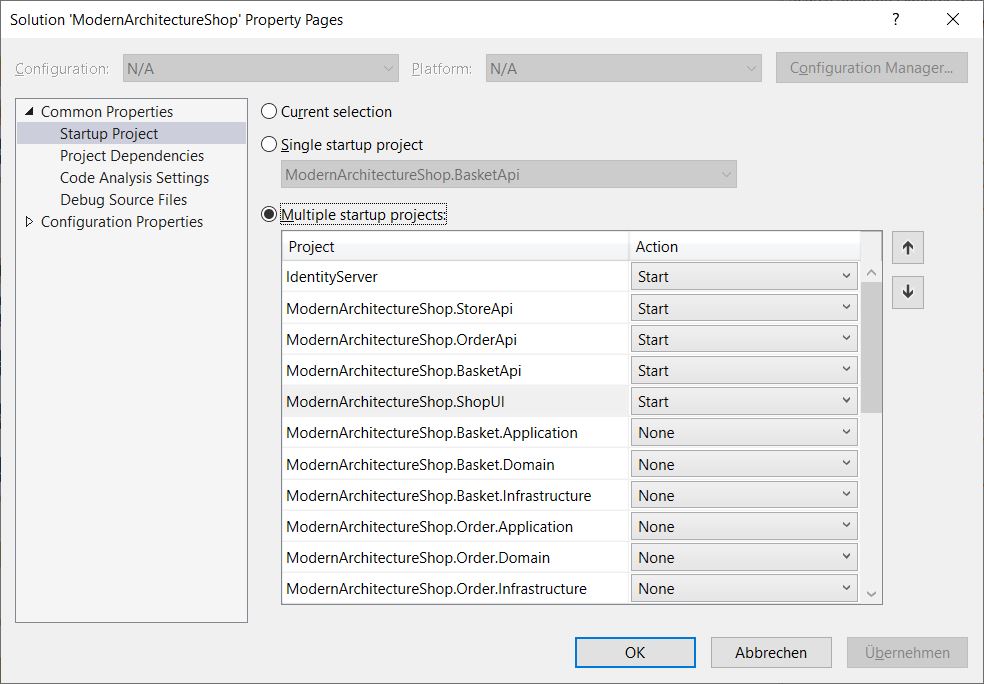 Solution 'ModernArchitectureShop' Property Pages ?
Configuration: N/A Platform: N/A Configuration Manager...
Common Properties
Startup Project
Project Dependencies
Code Analysis Settings
Debug Source Files
Configuration Properties
Current selection
Single startup project
ModernArchitectureShop.BasketApi
Multiple startup projects:
Project Action
IdentityServer Start
ModernArchitectureShop.StoreApi Start
ModernArchitectureShop.OrderApi Start
ModernArchitectureShop.BasketApi Start
ModernArchitectureShop.ShopUI Start
ModernArchitectureShop.Basket.Application None
ModernArchitectureShop.Basket.Domain None
ModernArchitectureShop.Basket.Infrastructure None
ModernArchitectureShop.Order.Application None
ModernArchitectureShop.Order.Domain None
ModernArchitectureShop.Order.Infrastructure None
OK Abbrechen Übernehmen